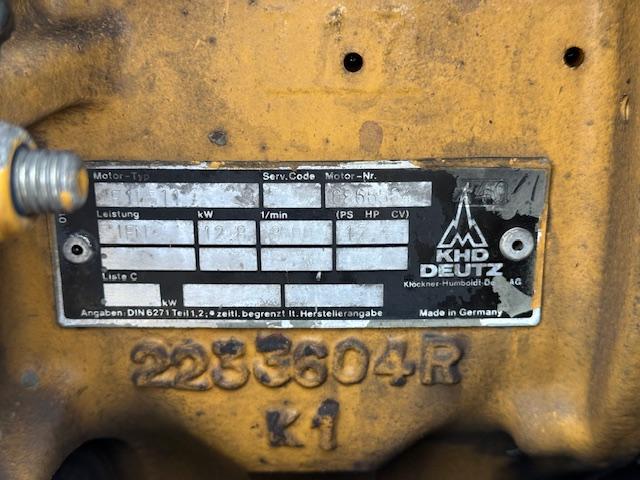 Motor-Typ Serv.Code Motor-Nr.
Leistung kW 1/min (PS HP CV)
12.8
KHD
DEUTZ
Klöckner-Humboldt-Deutz AG
Liste C
kW
Angaben: DIN 6271 Teil 1,2; * zeitl. begrenzt lt. Herstellerangabe Made in Germany
2233604R
K1